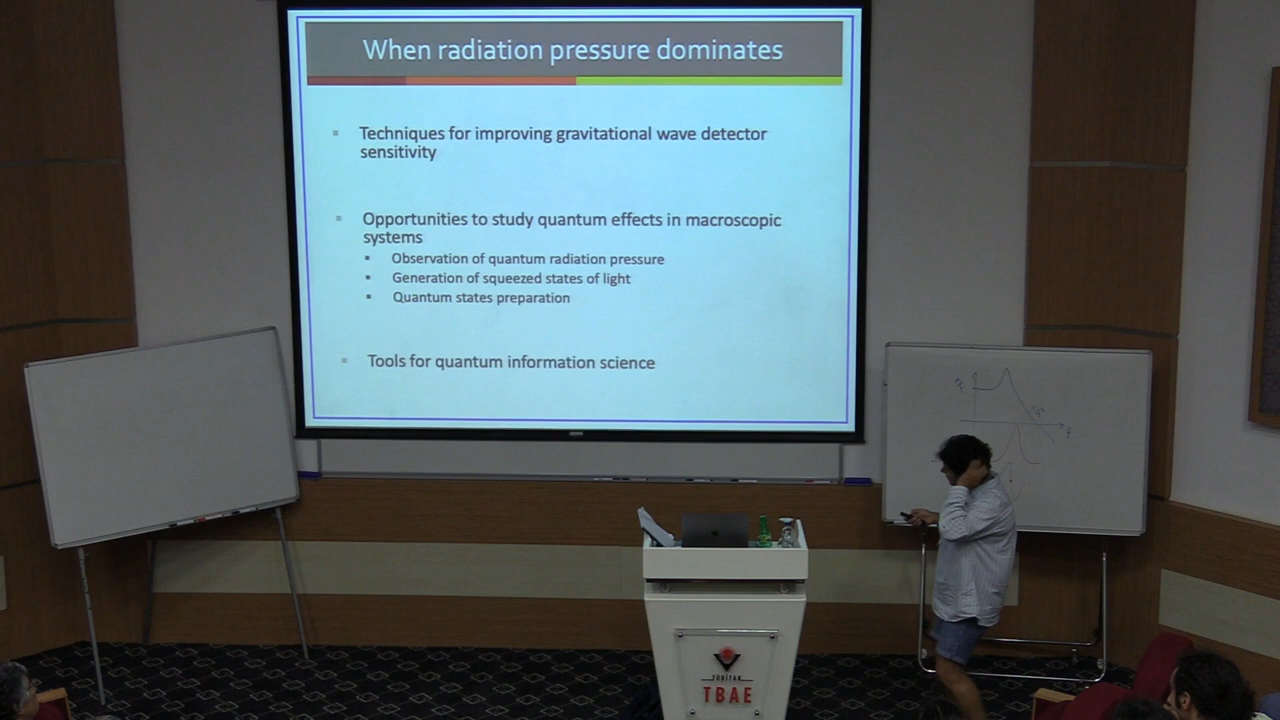 When radiation pressure dominates
Techniques for improving gravitational wave detector
sensitivity
Opportunities to study quantum effects in macroscopic
systems
Observation of quantum radiation pressure
Generation of squeezed states of light
Quantum states preparation
Tools for quantum information science
f
TÜBİTAK
TBAE